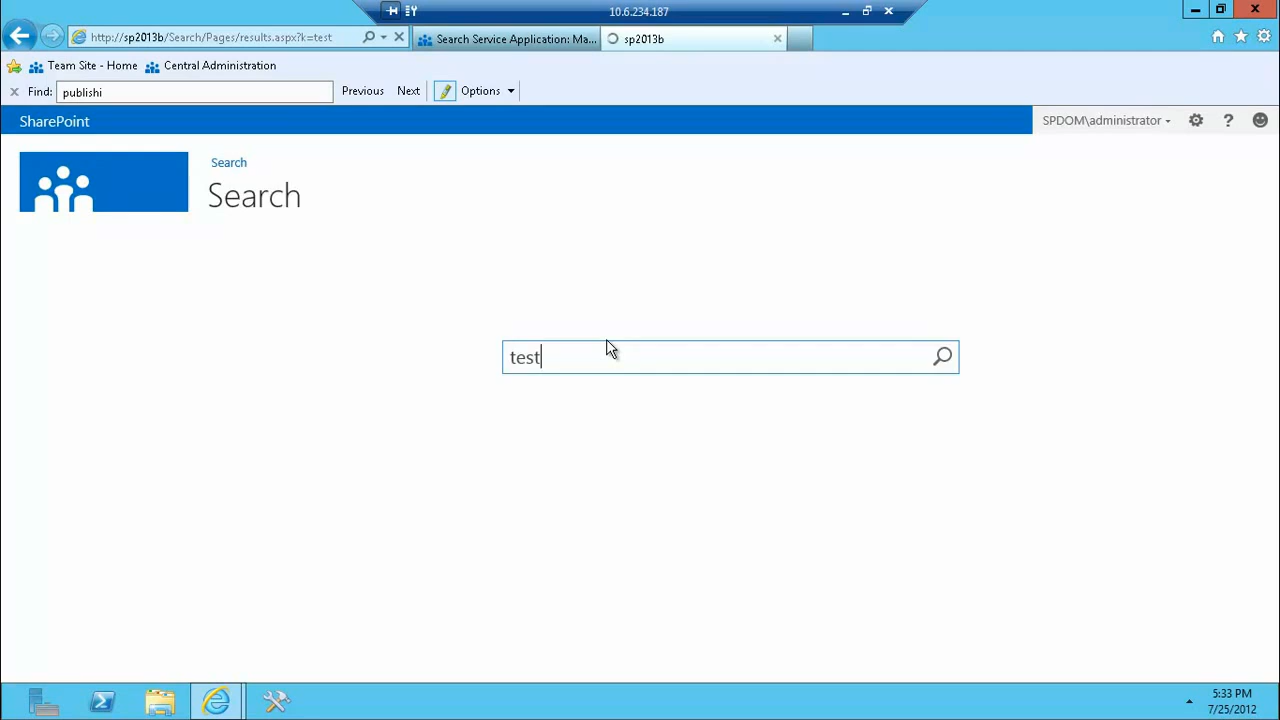 10.6.234.187
http://sp2013b/Search/Pages/results.aspx?k=test
Search Service Application: Ma...
sp2013b
Team Site - Home
Central Administration
Find:
publishi
Previous
Next
Options
SharePoint
SPDOM\administrator
?
Search
Search
test
5:33 PM
7/25/2012